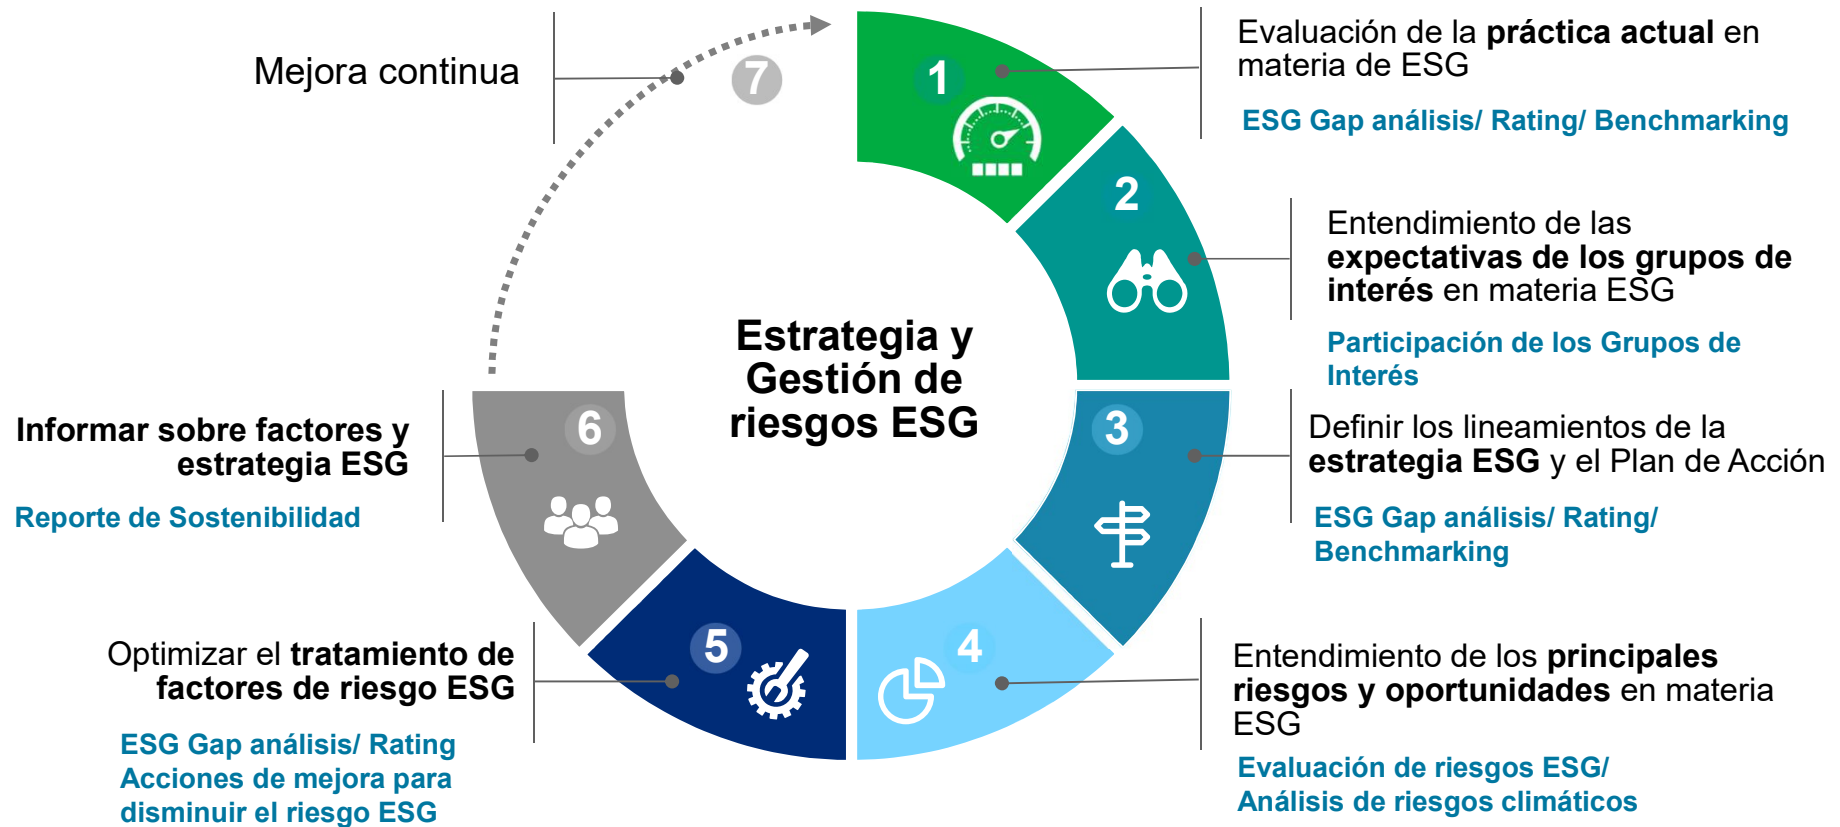 Mejora continua
7
1
Evaluación de la práctica actual en
materia de ESG
ESG Gap análisis/ Rating/ Benchmarking
2
Entendimiento de las
expectativas de los grupos de
interés en materia ESG
Participación de los Grupos de
Interés
Estrategia y
Gestión de
riesgos ESG
3
Definir los lineamientos de la
estrategia ESG y el Plan de Acción
ESG Gap análisis/ Rating/
Benchmarking
4
Entendimiento de los principales
riesgos y oportunidades en materia
ESG
Evaluación de riesgos ESG/
Análisis de riesgos climáticos
5
Optimizar el tratamiento de
factores de riesgo ESG
ESG Gap análisis/ Rating
Acciones de mejora para
disminuir el riesgo ESG
6
Informar sobre factores y
estrategia ESG
Reporte de Sostenibilidad